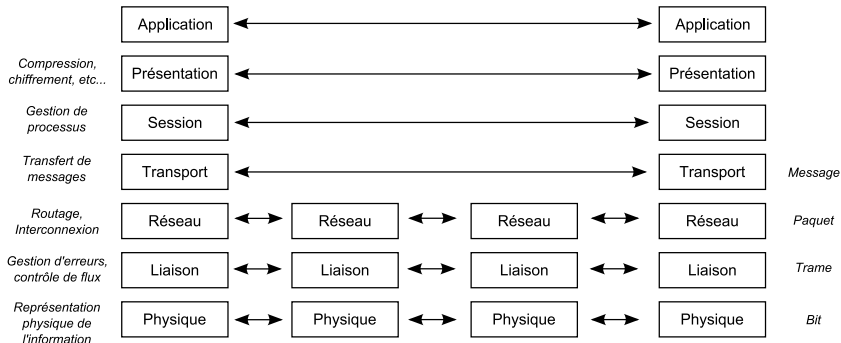 Application
Application
Compression,
chiffrement, etc...
Présentation
Présentation
Gestion de
processus
Session
Session
Transfert de
messages
Transport
Transport
Message
Routage,
Interconnexion
Réseau
Réseau
Réseau
Réseau
Paquet
Gestion d'erreurs,
contrôle de flux
Liaison
Liaison
Liaison
Liaison
Trame
Représentation
physique de
l'information
Physique
Physique
Physique
Physique
Bit